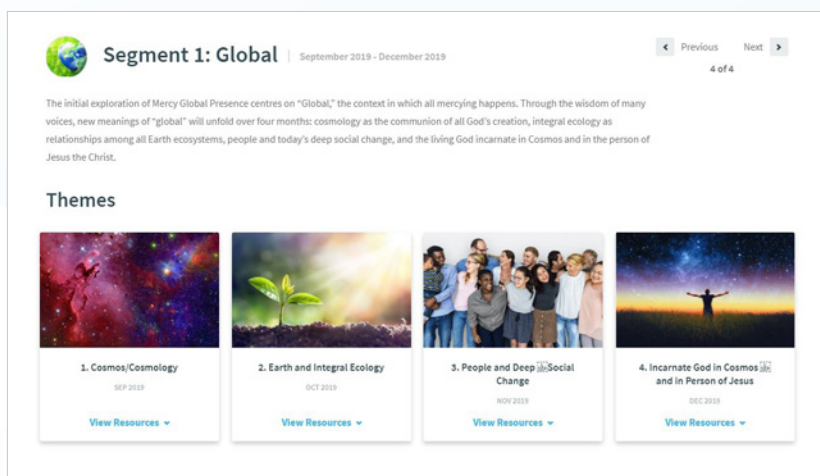 Segment 1: Global
September 2019 - December 2019
Previous
Next
4 of 4
The initial exploration of Mercy Global Presence centres on “Global,” the context in which all mercying happens. Through the wisdom of many
voices, new meanings of “global” will unfold over four months: cosmology as the communion of all God’s creation, integral ecology as
relationships among all Earth ecosystems, people and today’s deep social change, and the living God incarnate in Cosmos and in the person of
Jesus the Christ.
Themes
1. Cosmos/Cosmology
SEP 2019
View Resources
2. Earth and Integral Ecology
OCT 2019
View Resources
3. People and Deep Social
Change
NOV 2019
View Resources
4. Incarnate God in Cosmos
and in Person of Jesus
DEC 2019
View Resources